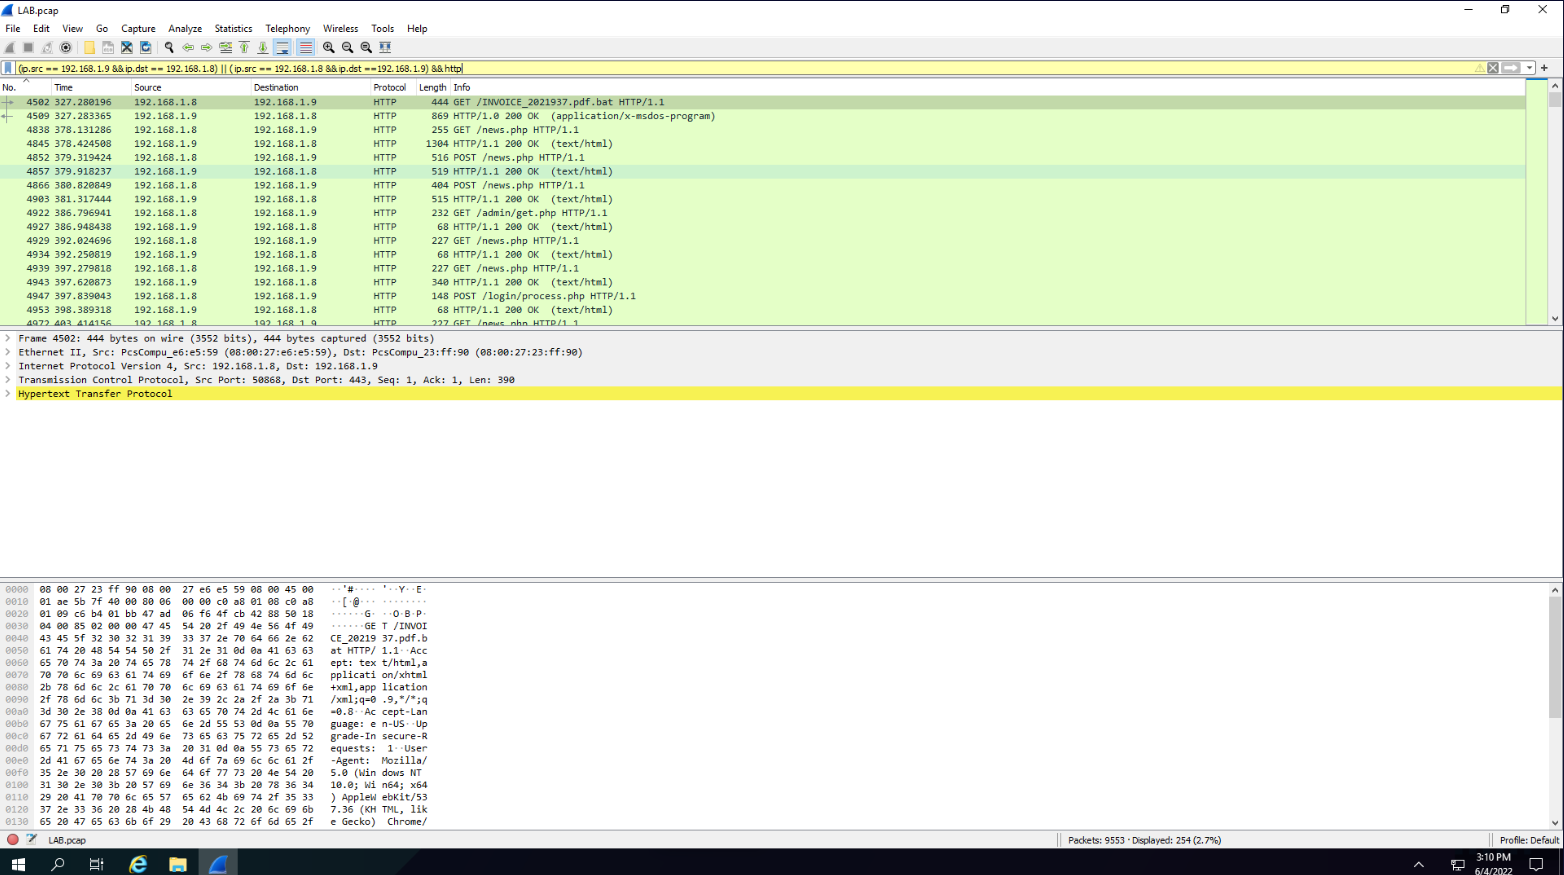 LAB.pcap
File Edit View Go Capture Analyze Statistics Telephony Wireless Tools Help
(ip.src == 192.168.1.9 &&ip.dst == 192.168.1.8) || ( ip.src == 192.168.1.8 &&ip.dst ==192.168.1.9) &&http
No. Time Source Destination Protocol Length Info
4502 327.280196 192.168.1.8 192.168.1.9 HTTP 444 GET /INVOICE_2021937.pdf.bat HTTP/1.1
4509 327.283365 192.168.1.9 192.168.1.8 HTTP 869 HTTP/1.0 200 OK (application/x-msdos-program)
4838 378.131286 192.168.1.8 192.168.1.9 HTTP 255 GET /news.php HTTP/1.1
4845 378.424508 192.168.1.9 192.168.1.8 HTTP 1304 HTTP/1.1 200 OK (text/html)
4852 379.319424 192.168.1.8 192.168.1.9 HTTP 516 POST /news.php HTTP/1.1
4857 379.918237 192.168.1.9 192.168.1.8 HTTP 519 HTTP/1.1 200 OK (text/html)
4866 380.820849 192.168.1.8 192.168.1.9 HTTP 404 POST /news.php HTTP/1.1
4903 381.317444 192.168.1.9 192.168.1.8 HTTP 515 HTTP/1.1 200 OK (text/html)
4922 386.796941 192.168.1.8 192.168.1.9 HTTP 232 GET /admin/get.php HTTP/1.1
4927 386.948438 192.168.1.9 192.168.1.8 HTTP 68 HTTP/1.1 200 OK (text/html)
4929 392.024696 192.168.1.8 192.168.1.9 HTTP 227 GET /news.php HTTP/1.1
4934 392.250819 192.168.1.9 192.168.1.8 HTTP 68 HTTP/1.1 200 OK (text/html)
4939 397.279818 192.168.1.8 192.168.1.9 HTTP 227 GET /news.php HTTP/1.1
4943 397.620873 192.168.1.9 192.168.1.8 HTTP 340 HTTP/1.1 200 OK (text/html)
4947 397.839043 192.168.1.8 192.168.1.9 HTTP 148 POST /login/process.php HTTP/1.1
4953 398.389318 192.168.1.9 192.168.1.8 HTTP 68 HTTP/1.1 200 OK (text/html)
4972 403.414156 192.168.1.8 192.168.1.9 HTTP 227 GET /news.php HTTP/1.1
Frame 4502: 444 bytes on wire (3552 bits), 444 bytes captured (3552 bits)
Ethernet II, Src: PcsCompu_e6:e5:59 (08:00:27:e6:e5:59), Dst: PcsCompu_23:ff:90 (08:00:27:23:ff:90)
Internet Protocol Version 4, Src: 192.168.1.8, Dst: 192.168.1.9
Transmission Control Protocol, Src Port: 50868, Dst Port: 443, Seq: 1, Ack: 1, Len: 390
Hypertext Transfer Protocol
0000 08 00 27 23 ff 90 08 00 27 e6 e5 59 08 00 45 00 ··'#···· '··Y··E·
0010 01 ae 5b 7f 40 00 80 06 00 00 c0 a8 01 08 c0 a8 ··[·@··· ········
0020 01 09 c6 b4 01 bb 47 ad 06 f6 4f cb 42 88 50 18 ······G· ··O·B·P·
0030 04 00 85 02 00 00 47 45 54 20 2f 49 4e 56 4f 49 ······GE T /INVOI
0040 43 45 5f 32 30 32 31 39 33 37 2e 70 64 66 2e 62 CE_20219 37.pdf.b
0050 61 74 20 48 54 54 50 2f 31 2e 31 0d 0a 41 63 63 at HTTP/ 1.1··Acc
0060 65 70 74 3a 20 74 65 78 74 2f 68 74 6d 6c 2c 61 ept: tex t/html,a
0070 70 70 6c 69 63 61 74 69 6f 6e 2f 78 68 74 6d 6c pplicati on/xhtml
0080 2b 78 6d 6c 2c 61 70 70 6c 69 63 61 74 69 6f 6e +xml,app lication
0090 2f 78 6d 6c 3b 71 3d 30 2e 39 2c 2a 2f 2a 3b 71 /xml;q=0 .9,*/*;q
00a0 3d 30 2e 38 0d 0a 41 63 63 65 70 74 2d 4c 61 6e =0.8··Ac cept-Lan
00b0 67 75 61 67 65 3a 20 65 6e 2d 55 53 0d 0a 55 70 guage: e n-US··Up
00c0 67 72 61 64 65 2d 49 6e 73 65 63 75 72 65 2d 52 grade-In secure-R
00d0 65 71 75 65 73 74 73 3a 20 31 0d 0a 55 73 65 72 equests: 1··User
00e0 2d 41 67 65 6e 74 3a 20 4d 6f 7a 69 6c 6c 61 2f -Agent: Mozilla/
00f0 35 2e 30 20 28 57 69 6e 64 6f 77 73 20 4e 54 20 5.0 (Win dows NT
0100 31 30 2e 30 3b 20 57 69 6e 36 34 3b 20 78 36 34 10.0; Wi n64; x64
0110 29 20 41 70 70 6c 65 57 65 62 4b 69 74 2f 35 33 ) AppleW ebKit/53
0120 37 2e 33 36 20 28 4b 48 54 4d 4c 2c 20 6c 69 6b 7.36 (KH TML, lik
0130 65 20 47 65 63 6b 6f 29 20 43 68 72 6f 6d 65 2f e Gecko) Chrome/
LAB.pcap Packets: 9553 · Displayed: 254 (2.7%) Profile: Default
3:10 PM
6/4/2022